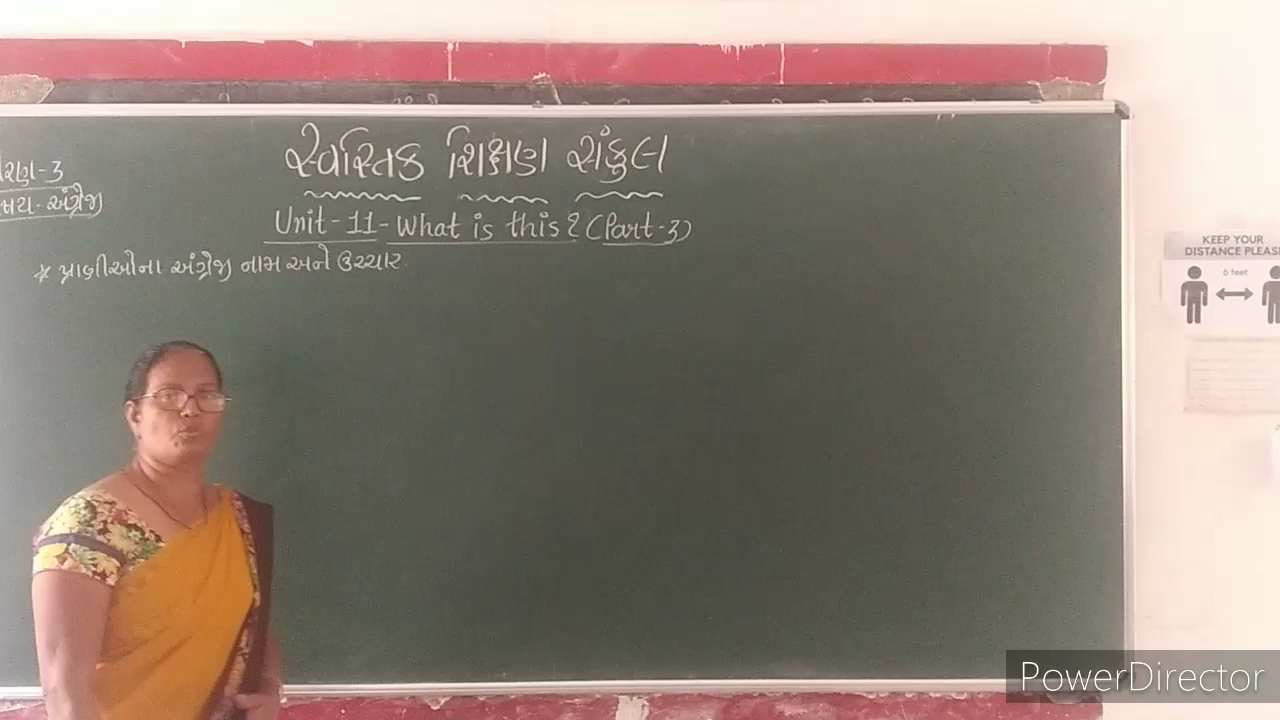 સ્વસ્તિક શિક્ષણ સંકુલ
Unit-11-What is this? (Part-3)
* પ્રાણીઓના અંગ્રેજી નામ અને ઉચ્ચાર.
રણ-3
અંગ્રેજી
KEEP YOUR
DISTANCE PLEASE
6 feet
PowerDirector